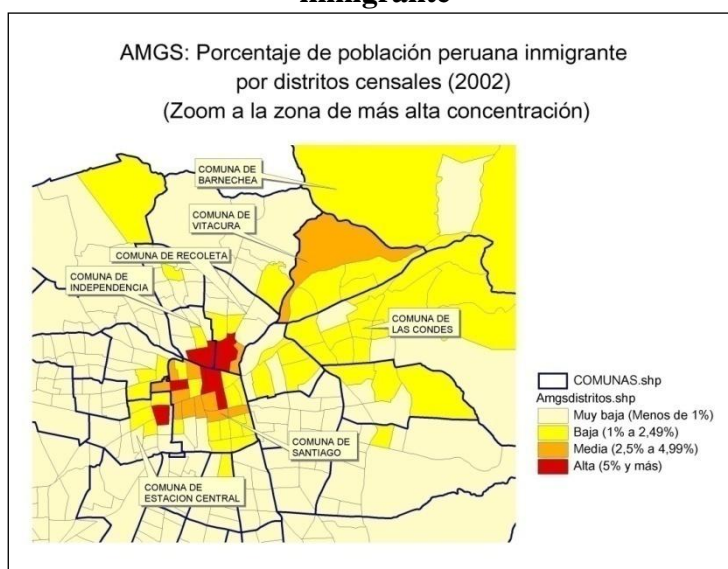 inmigrante
AMGS: Porcentaje de población peruana inmigrante
por distritos censales (2002)
(Zoom a la zona de más alta concentración)
COMUNA DE
BARNECHEA
COMUNA DE
VITACURA
COMUNA DE RECOLETA
COMUNA DE
INDEPENDENCIA
COMUNA DE
LAS CONDES
COMUNA DE
SANTIAGO
COMUNA DE
ESTACION CENTRAL
COMUNAS.shp
Amgsdistritos.shp
Muy baja (Menos de 1%)
Baja (1% a 2,49%)
Media (2,5% a 4,99%)
Alta (5% y más)